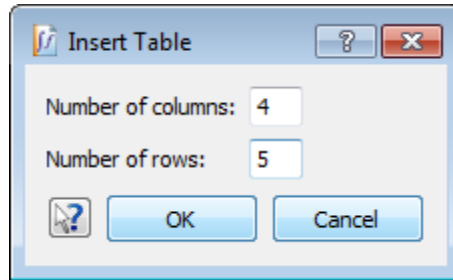 Insert Table
Number of columns: 4
Number of rows: 5
OK Cancel